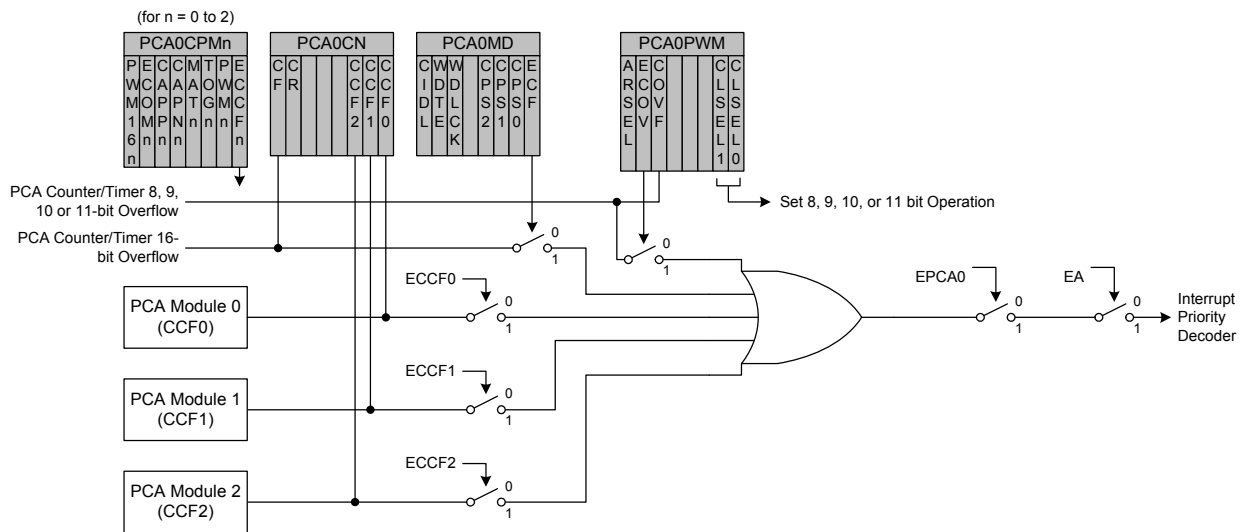 (for n = 0 to 2)
PCA0CPMn
PCA0CN
PCA0MD
PCA0PWM
PWM16n
ECOMn
CAPPn
CAPNn
MATn
TOGn
PWMn
ECCFn
CF
CR
CCF2
CCF1
CCF0
CIDL
WDTE
WDLCK
CPS2
CPS1
CPS0
ECF
ARSEL
ECOV
COVF
CLSEL1
CLSEL0
PCA Counter/Timer 8, 9,
10 or 11-bit Overflow
Set 8, 9, 10, or 11 bit Operation
PCA Counter/Timer 16-
bit Overflow
0
1
0
1
PCA Module 0
(CCF0)
ECCF0
0
1
EPCA0
0
1
EA
0
1
Interrupt
Priority
Decoder
PCA Module 1
(CCF1)
ECCF1
0
1
PCA Module 2
(CCF2)
ECCF2
0
1